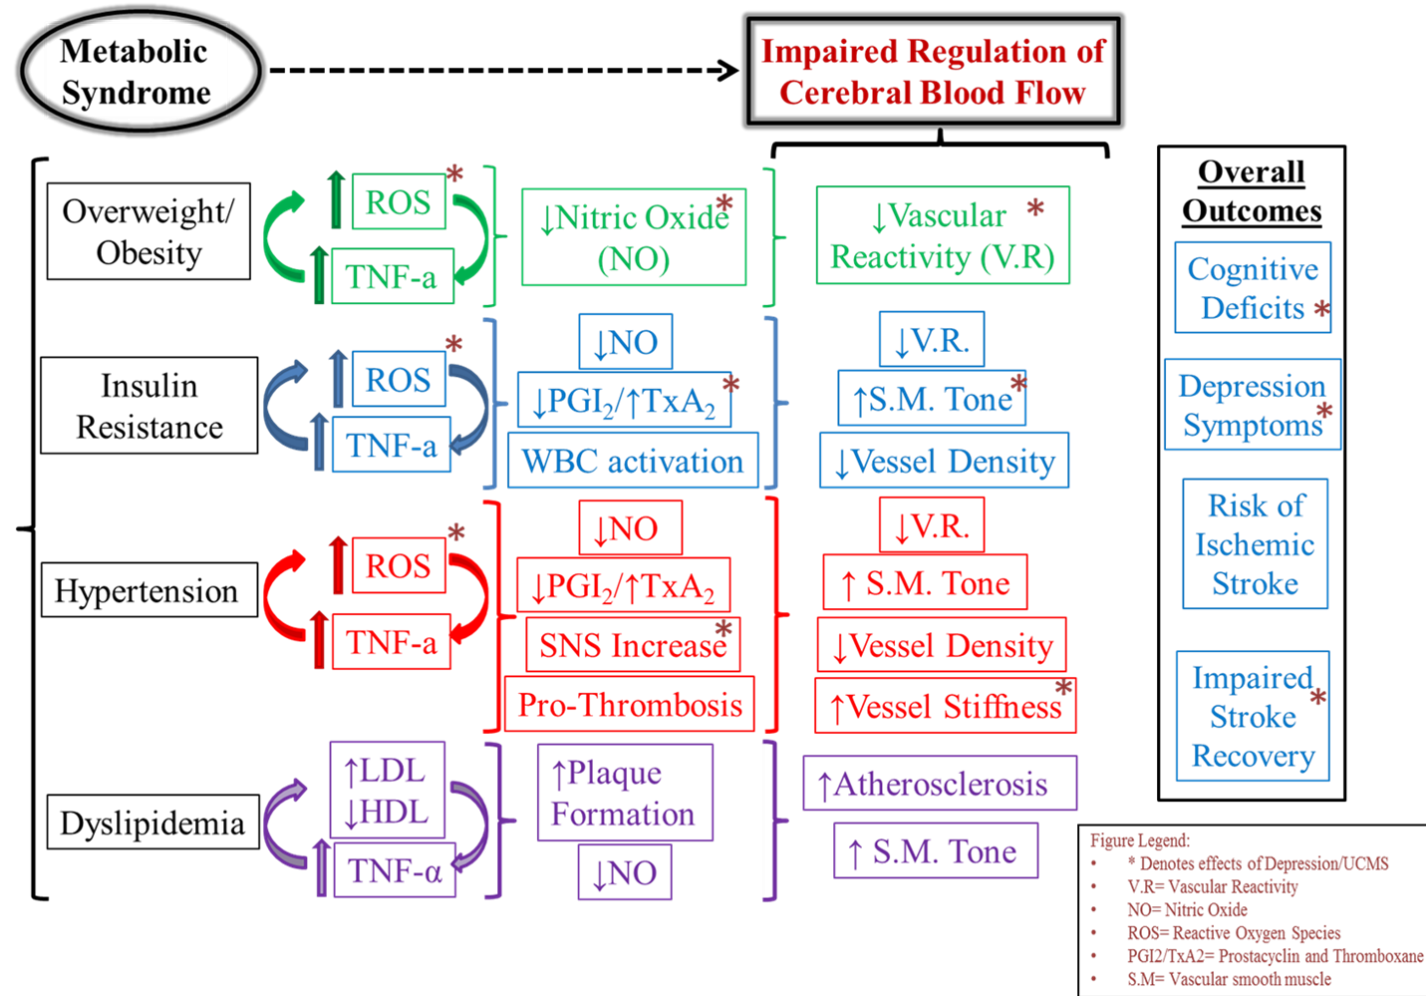 Metabolic
Syndrome
Impaired Regulation of
Cerebral Blood Flow
Overweight/
Obesity
↑ ROS *
↑ TNF-a
↓Nitric Oxide *
(NO)
↓Vascular *
Reactivity (V.R)
Insulin
Resistance
↑ ROS *
↑ TNF-a
↓NO
↓PGI₂/↑TxA₂ *
WBC activation
↓V.R.
↑S.M. Tone *
↓Vessel Density
Hypertension
↑ ROS *
↑ TNF-a
↓NO
↓PGI₂/↑TxA₂
SNS Increase *
Pro-Thrombosis
↓V.R.
↑ S.M. Tone
↓Vessel Density
↑Vessel Stiffness *
Dyslipidemia
↑LDL
↓HDL
↑ TNF-α
↑Plaque
Formation
↓NO
↑Atherosclerosis
↑ S.M. Tone
Overall
Outcomes
Cognitive
Deficits *
Depression
Symptoms *
Risk of
Ischemic
Stroke
Impaired
Stroke *
Recovery
Figure Legend:
• * Denotes effects of Depression/UCMS
• V.R= Vascular Reactivity
• NO= Nitric Oxide
• ROS= Reactive Oxygen Species
• PGI2/TxA2= Prostacyclin and Thromboxane
• S.M= Vascular smooth muscle